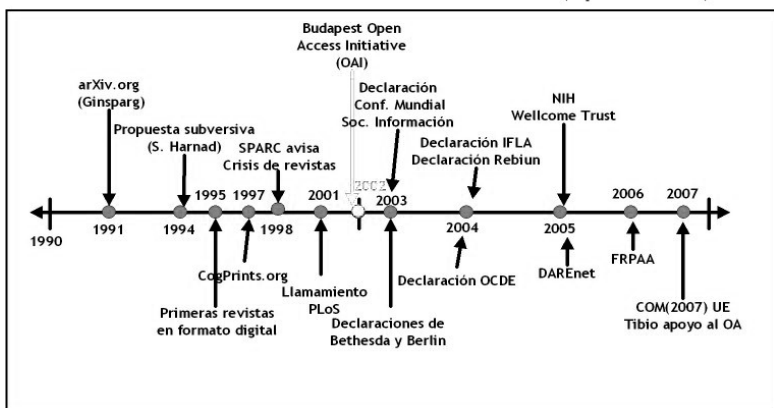 Budapest Open
Access Initiative
(OAI)
arXiv.org
(Ginsparg)
Propuesta subversiva
(S. Harnad)
SPARC avisa
Crisis de revistas
Declaración
Conf. Mundial
Soc. Información
Declaración IFLA
Declaración Rebiun
NIH
Wellcome Trust
1990
1991
1994
1995
1997
1998
2001
2002
2003
2004
2005
2006
2007
CogPrints.org
Primeras revistas
en formato digital
Llamamiento
PLoS
Declaraciones de
Bethesda y Berlin
Declaración OCDE
DAREnet
FRPAA
COM(2007) UE
Tibio apoyo al OA